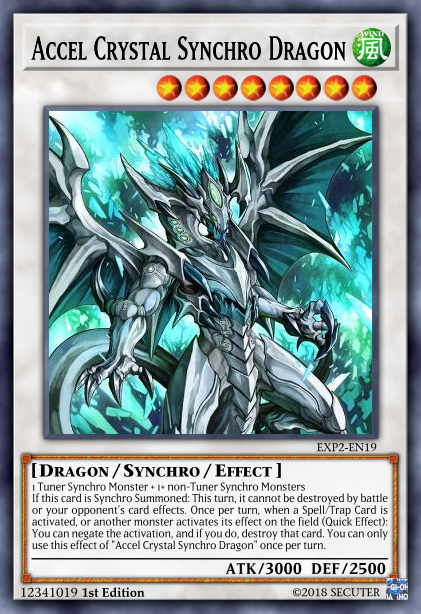 Accel Crystal Synchro Dragon
WIND
風
EXP2-EN19
[Dragon / Synchro / Effect ]
1 Tuner Synchro Monster + 1+ non-Tuner Synchro Monsters
If this card is Synchro Summoned: This turn, it cannot be destroyed by battle
or your opponent's card effects. Once per turn, when a Spell/Trap Card is
activated, or another monster activates its effect on the field (Quick Effect):
You can negate the activation, and if you do, destroy that card. You can only
use this effect of "Accel Crystal Synchro Dragon" once per turn.
ATK/3000 DEF/2500
12341019 1st Edition
©2018 SECUTER